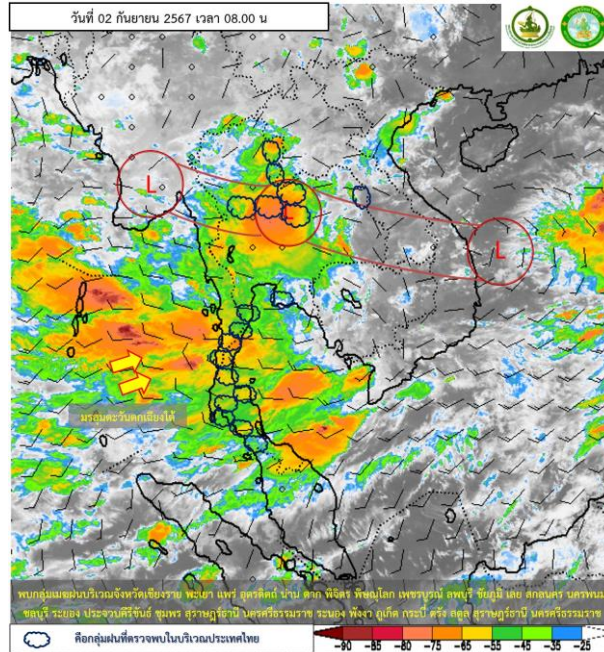 วันที่ 02 กันยายน 2567 เวลา 08.00 น
L
L
L
มรสุมตะวันตกเฉียงใต้
พบกลุ่มเมฆฝนบริเวณจังหวัดเชียงราย พะเยา แพร่ อุตรดิตถ์ น่าน ตาก พิจิตร พิษณุโลก เพชรบูรณ์ ลพบุรี ชัยภูมิ เลย สกลนคร นครพนม
ชลบุรี ระยอง ประจวบคีรีขันธ์ ชุมพร สุราษฎร์ธานี นครศรีธรรมราช ระนอง พังงา ภูเก็ต กระบี่ ตรัง สตูล สุราษฎร์ธานี นครศรีธรรมราช
คือกลุ่มฝนที่ตรวจพบในบริเวณประเทศไทย
-90 -85 -80 -75 -65 -55 -45 -35 -32 -31.5